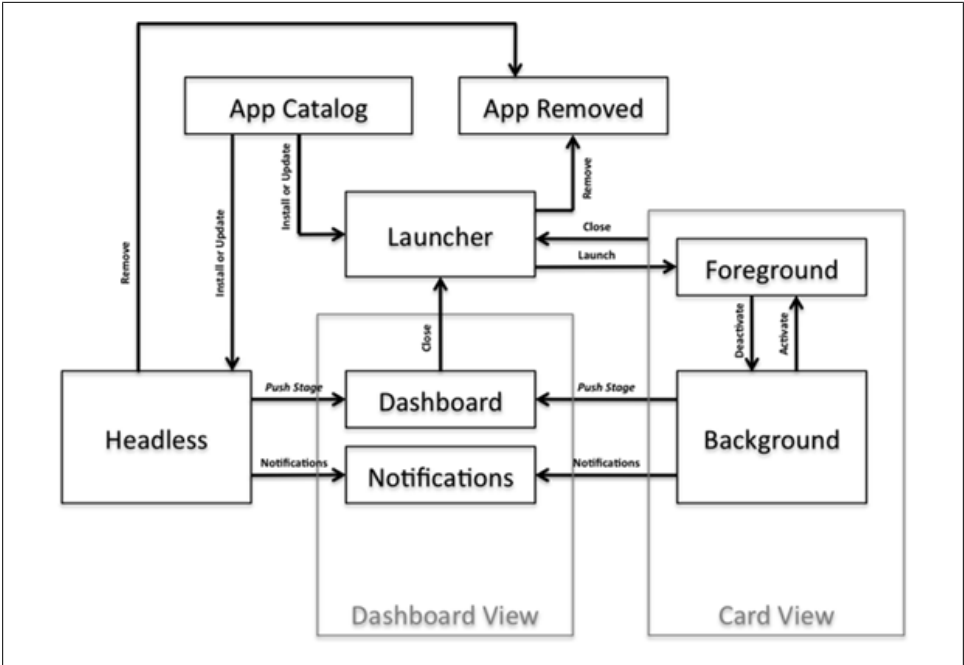 App Catalog
App Removed
Install or Update
Remove
Launcher
Close
Launch
Foreground
Remove
Install or Update
Close
Deactivate
Activate
Push Stage
Dashboard
Push Stage
Headless
Background
Notifications
Notifications
Notifications
Dashboard View
Card View